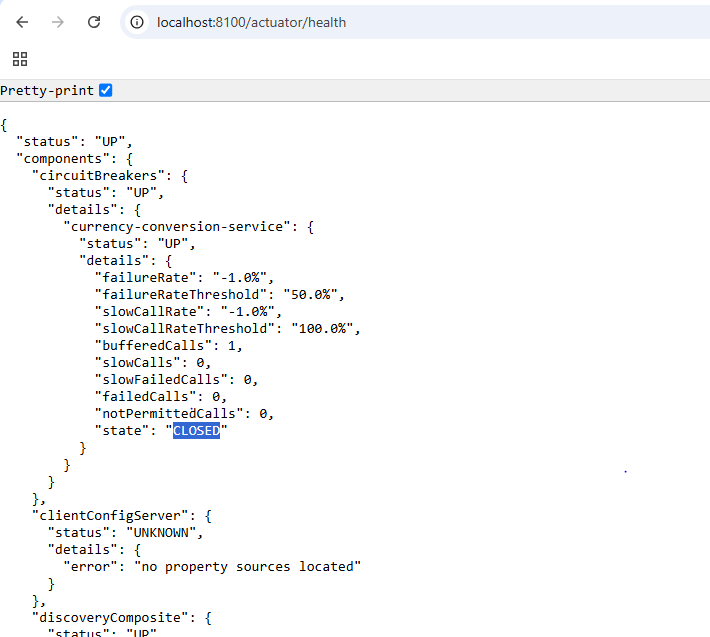 localhost:8100/actuator/health
Pretty-print
{
  "status": "UP",
  "components": {
    "circuitBreakers": {
      "status": "UP",
      "details": {
        "currency-conversion-service": {
          "status": "UP",
          "details": {
            "failureRate": "-1.0%",
            "failureRateThreshold": "50.0%",
            "slowCallRate": "-1.0%",
            "slowCallRateThreshold": "100.0%",
            "bufferedCalls": 1,
            "slowCalls": 0,
            "slowFailedCalls": 0,
            "failedCalls": 0,
            "notPermittedCalls": 0,
            "state": "CLOSED"
          }
        }
      }
    },
    "clientConfigServer": {
      "status": "UNKNOWN",
      "details": {
        "error": "no property sources located"
      }
    },
    "discoveryComposite": {
      "status": "UP"